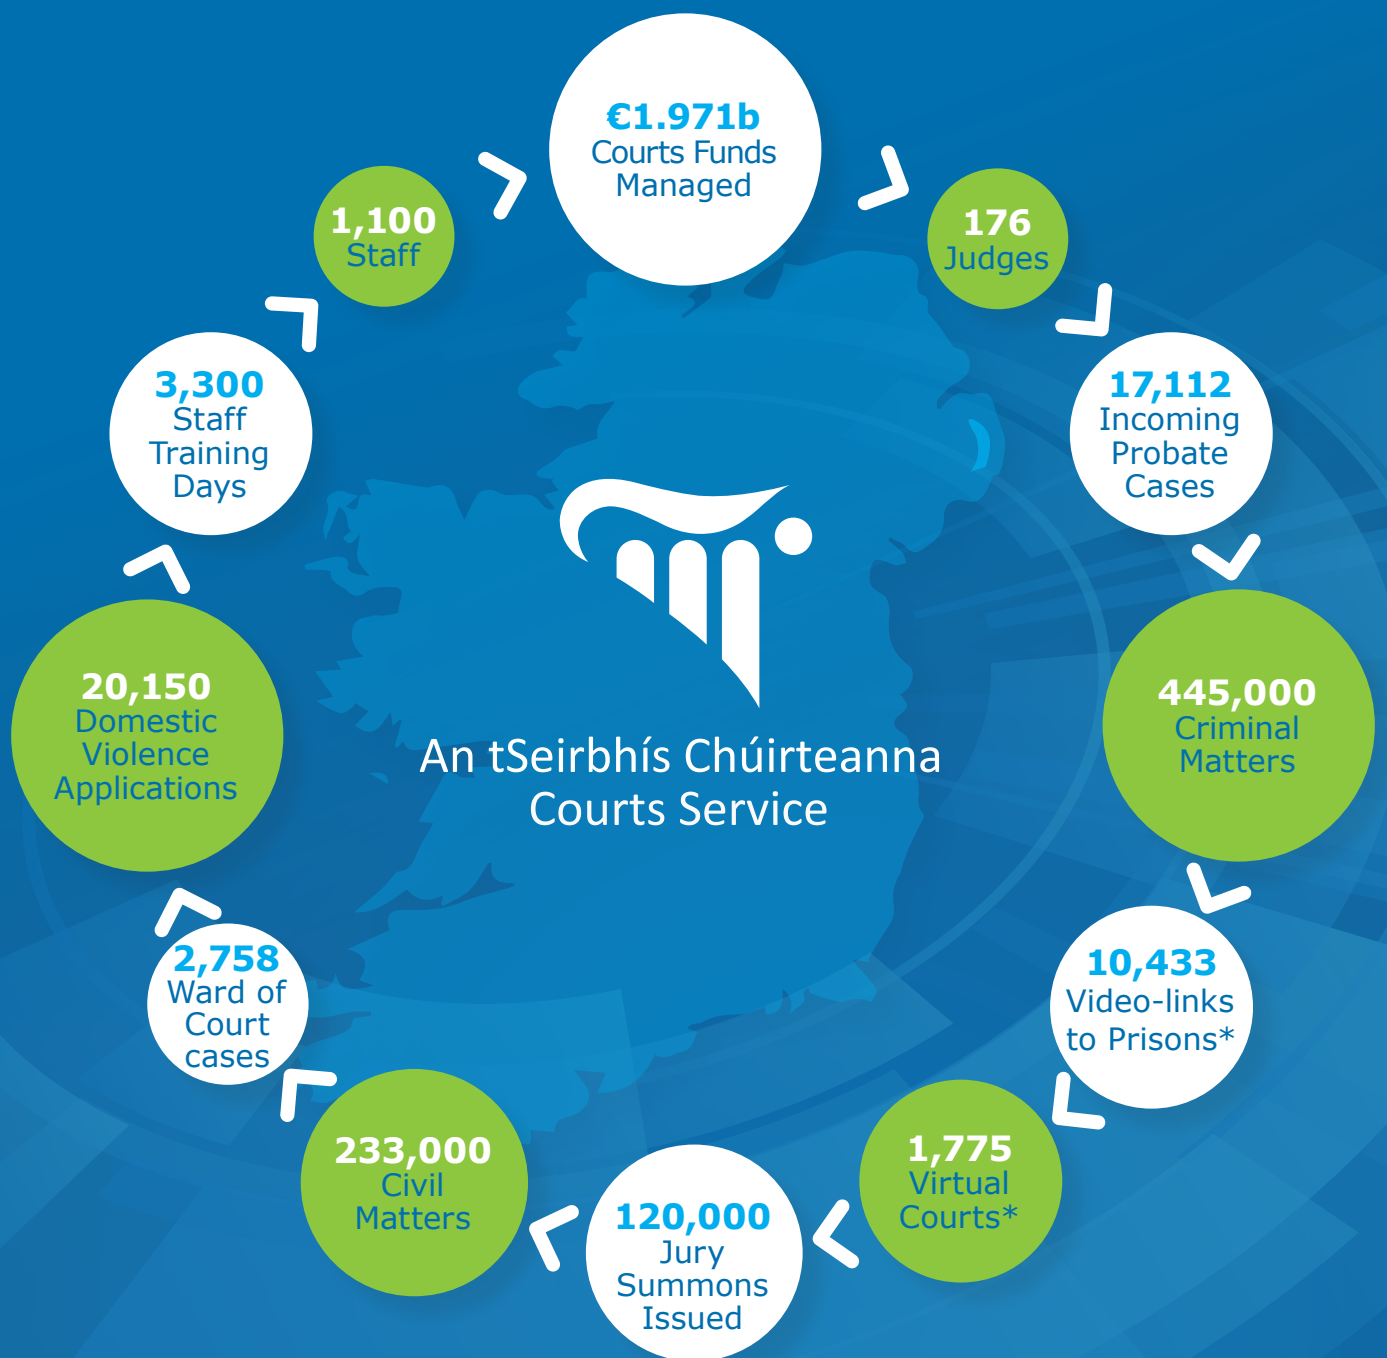 €1.971b
Courts Funds
Managed
176
Judges
17,112
Incoming
Probate
Cases
445,000
Criminal
Matters
10,433
Video-links
to Prisons*
1,775
Virtual
Courts*
120,000
Jury
Summons
Issued
233,000
Civil
Matters
2,758
Ward of
Court
cases
20,150
Domestic
Violence
Applications
3,300
Staff
Training
Days
1,100
Staff
An tSeirbhís Chúirteanna
Courts Service